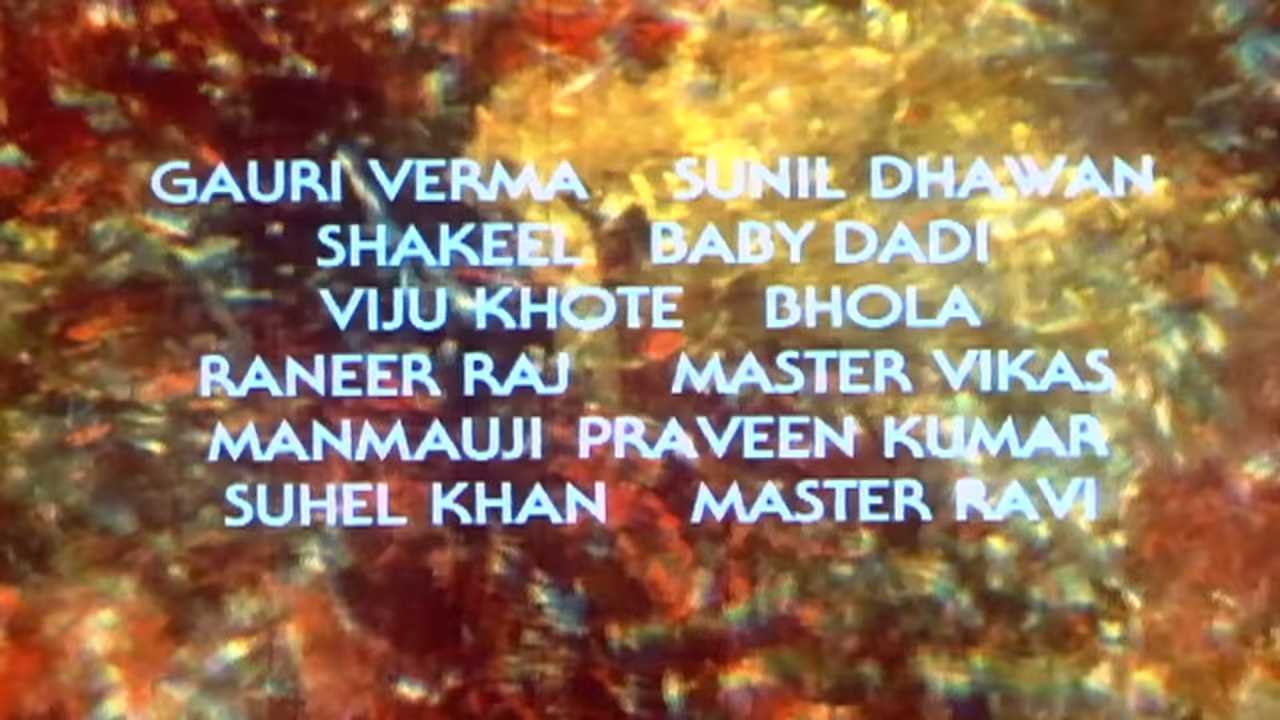 GAURI VERMA SUNIL DHAWAN
SHAKEEL BABY DADI
VIJU KHOTE BHOLA
RANEER RAJ MASTER VIKAS
MANMAUJI PRAVEEN KUMAR
SUHEL KHAN MASTER RAVI